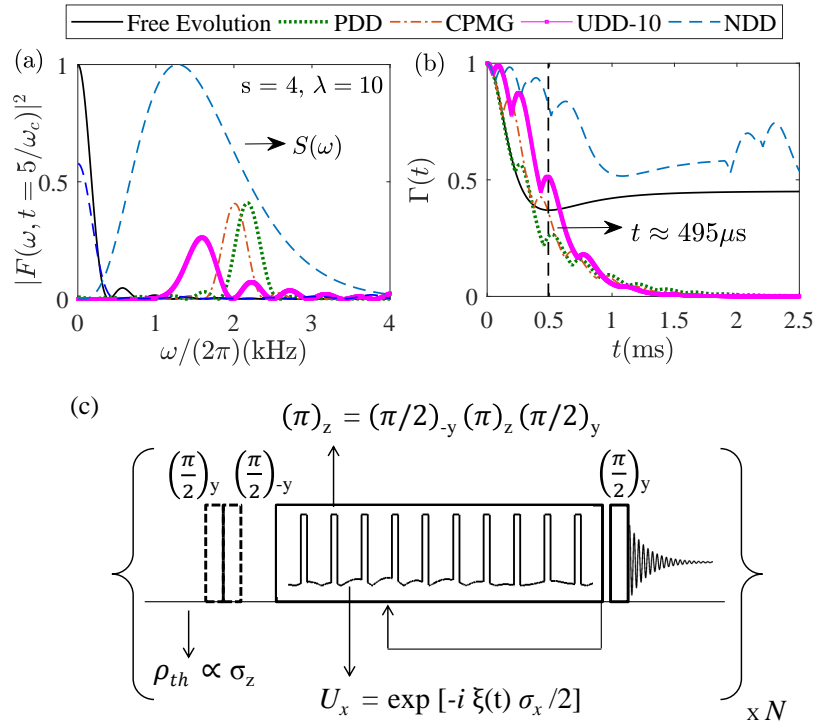 Free Evolution PDD CPMG UDD-10 NDD
(a)
|F(ω, t = 5/ω_c)|²
1
0.5
0
s = 4, λ = 10
S(ω)
0 1 2 3 4
ω/(2π)(kHz)
(b)
Γ(t)
1
0.5
0
t ≈ 495μs
0 0.5 1 1.5 2 2.5
t(ms)
(c)
(π)_z = (π/2)_-y (π)_z (π/2)_y
(π/2)_y (π/2)_-y (π/2)_y
ρ_th ∝ σ_z
U_x = exp [-i ξ(t) σ_x /2]
x N